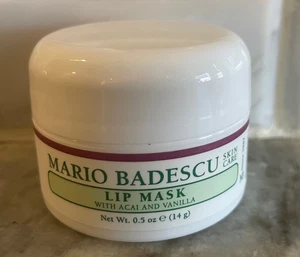 MARIO BADESCU SKIN CARE
LIP MASK
WITH ACAI AND VANILLA
Net Wt. 0.5 oz ℮ (14 g)